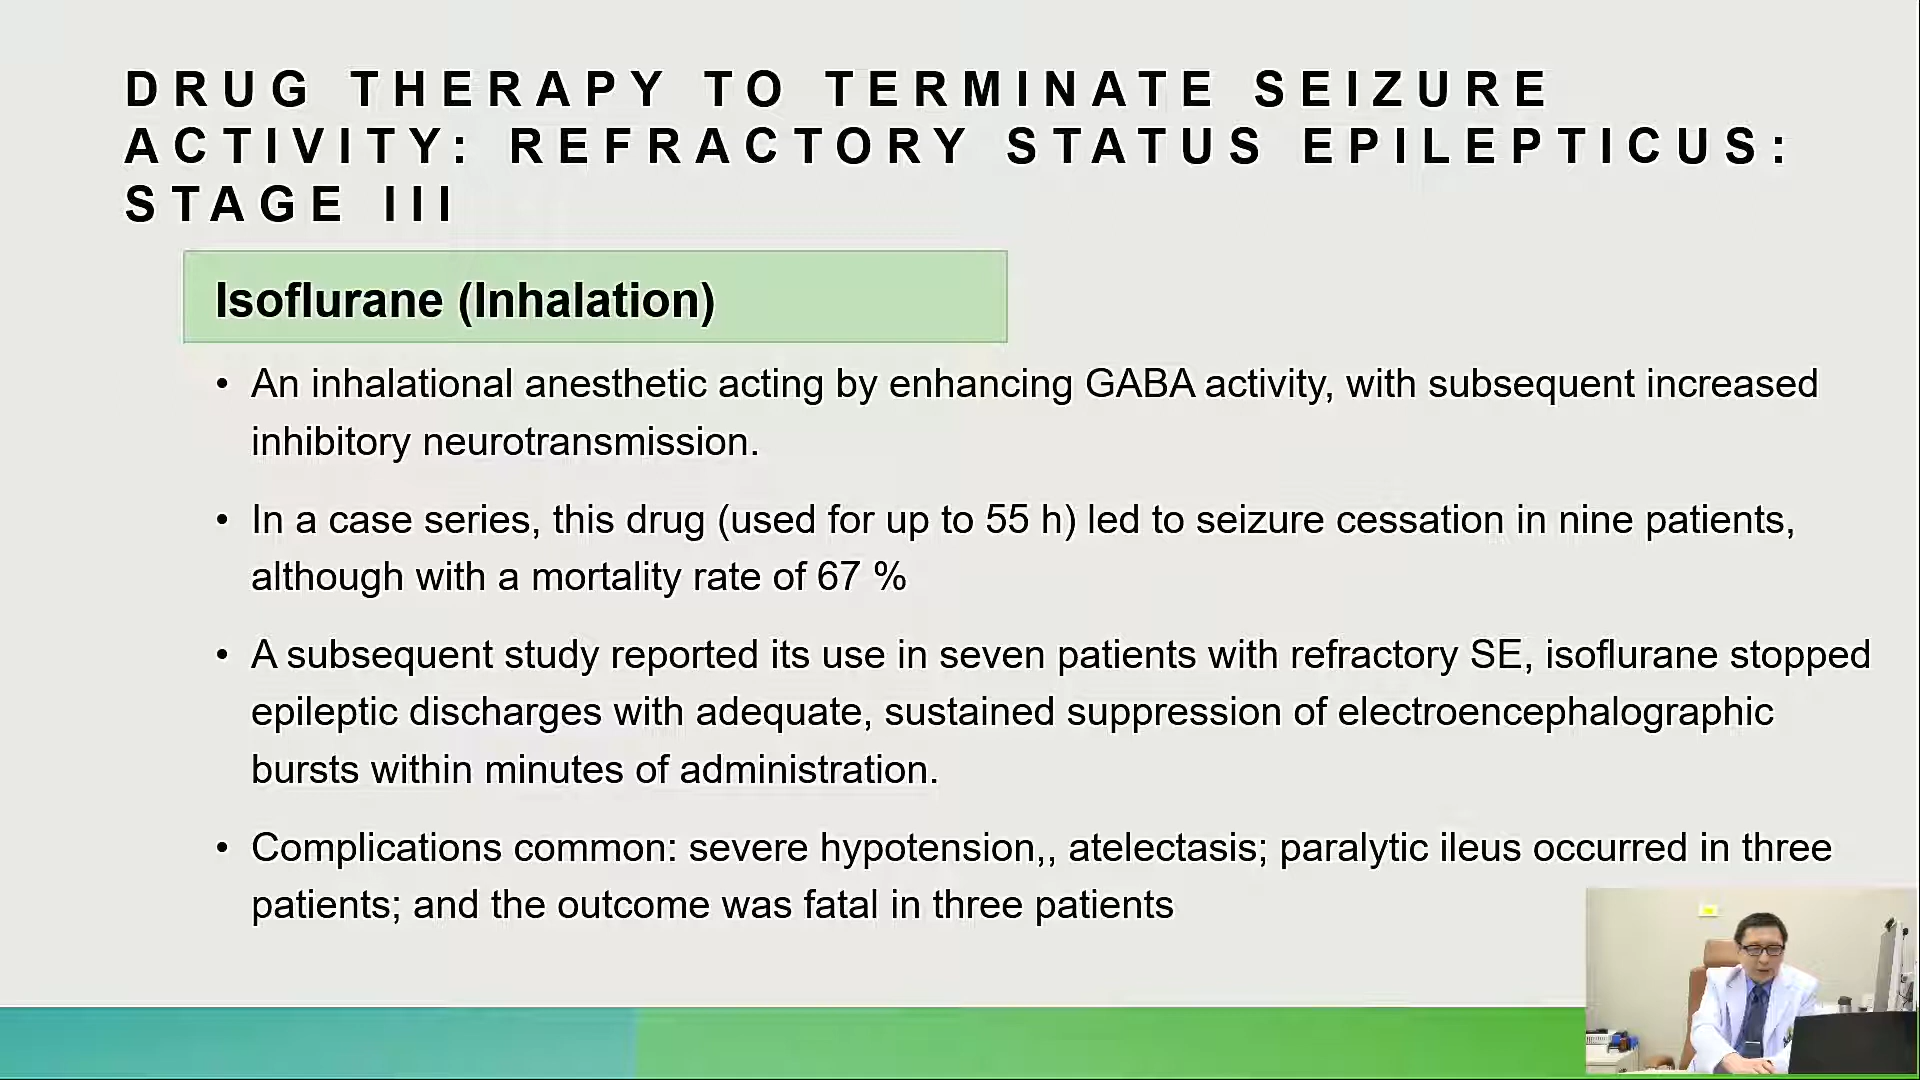 DRUG THERAPY TO TERMINATE SEIZURE
ACTIVITY: REFRACTORY STATUS EPILEPTICUS:
STAGE III
Isoflurane (Inhalation)
• An inhalational anesthetic acting by enhancing GABA activity, with subsequent increased
inhibitory neurotransmission.
• In a case series, this drug (used for up to 55 h) led to seizure cessation in nine patients,
although with a mortality rate of 67 %
• A subsequent study reported its use in seven patients with refractory SE, isoflurane stopped
epileptic discharges with adequate, sustained suppression of electroencephalographic
bursts within minutes of administration.
• Complications common: severe hypotension,, atelectasis; paralytic ileus occurred in three
patients; and the outcome was fatal in three patients